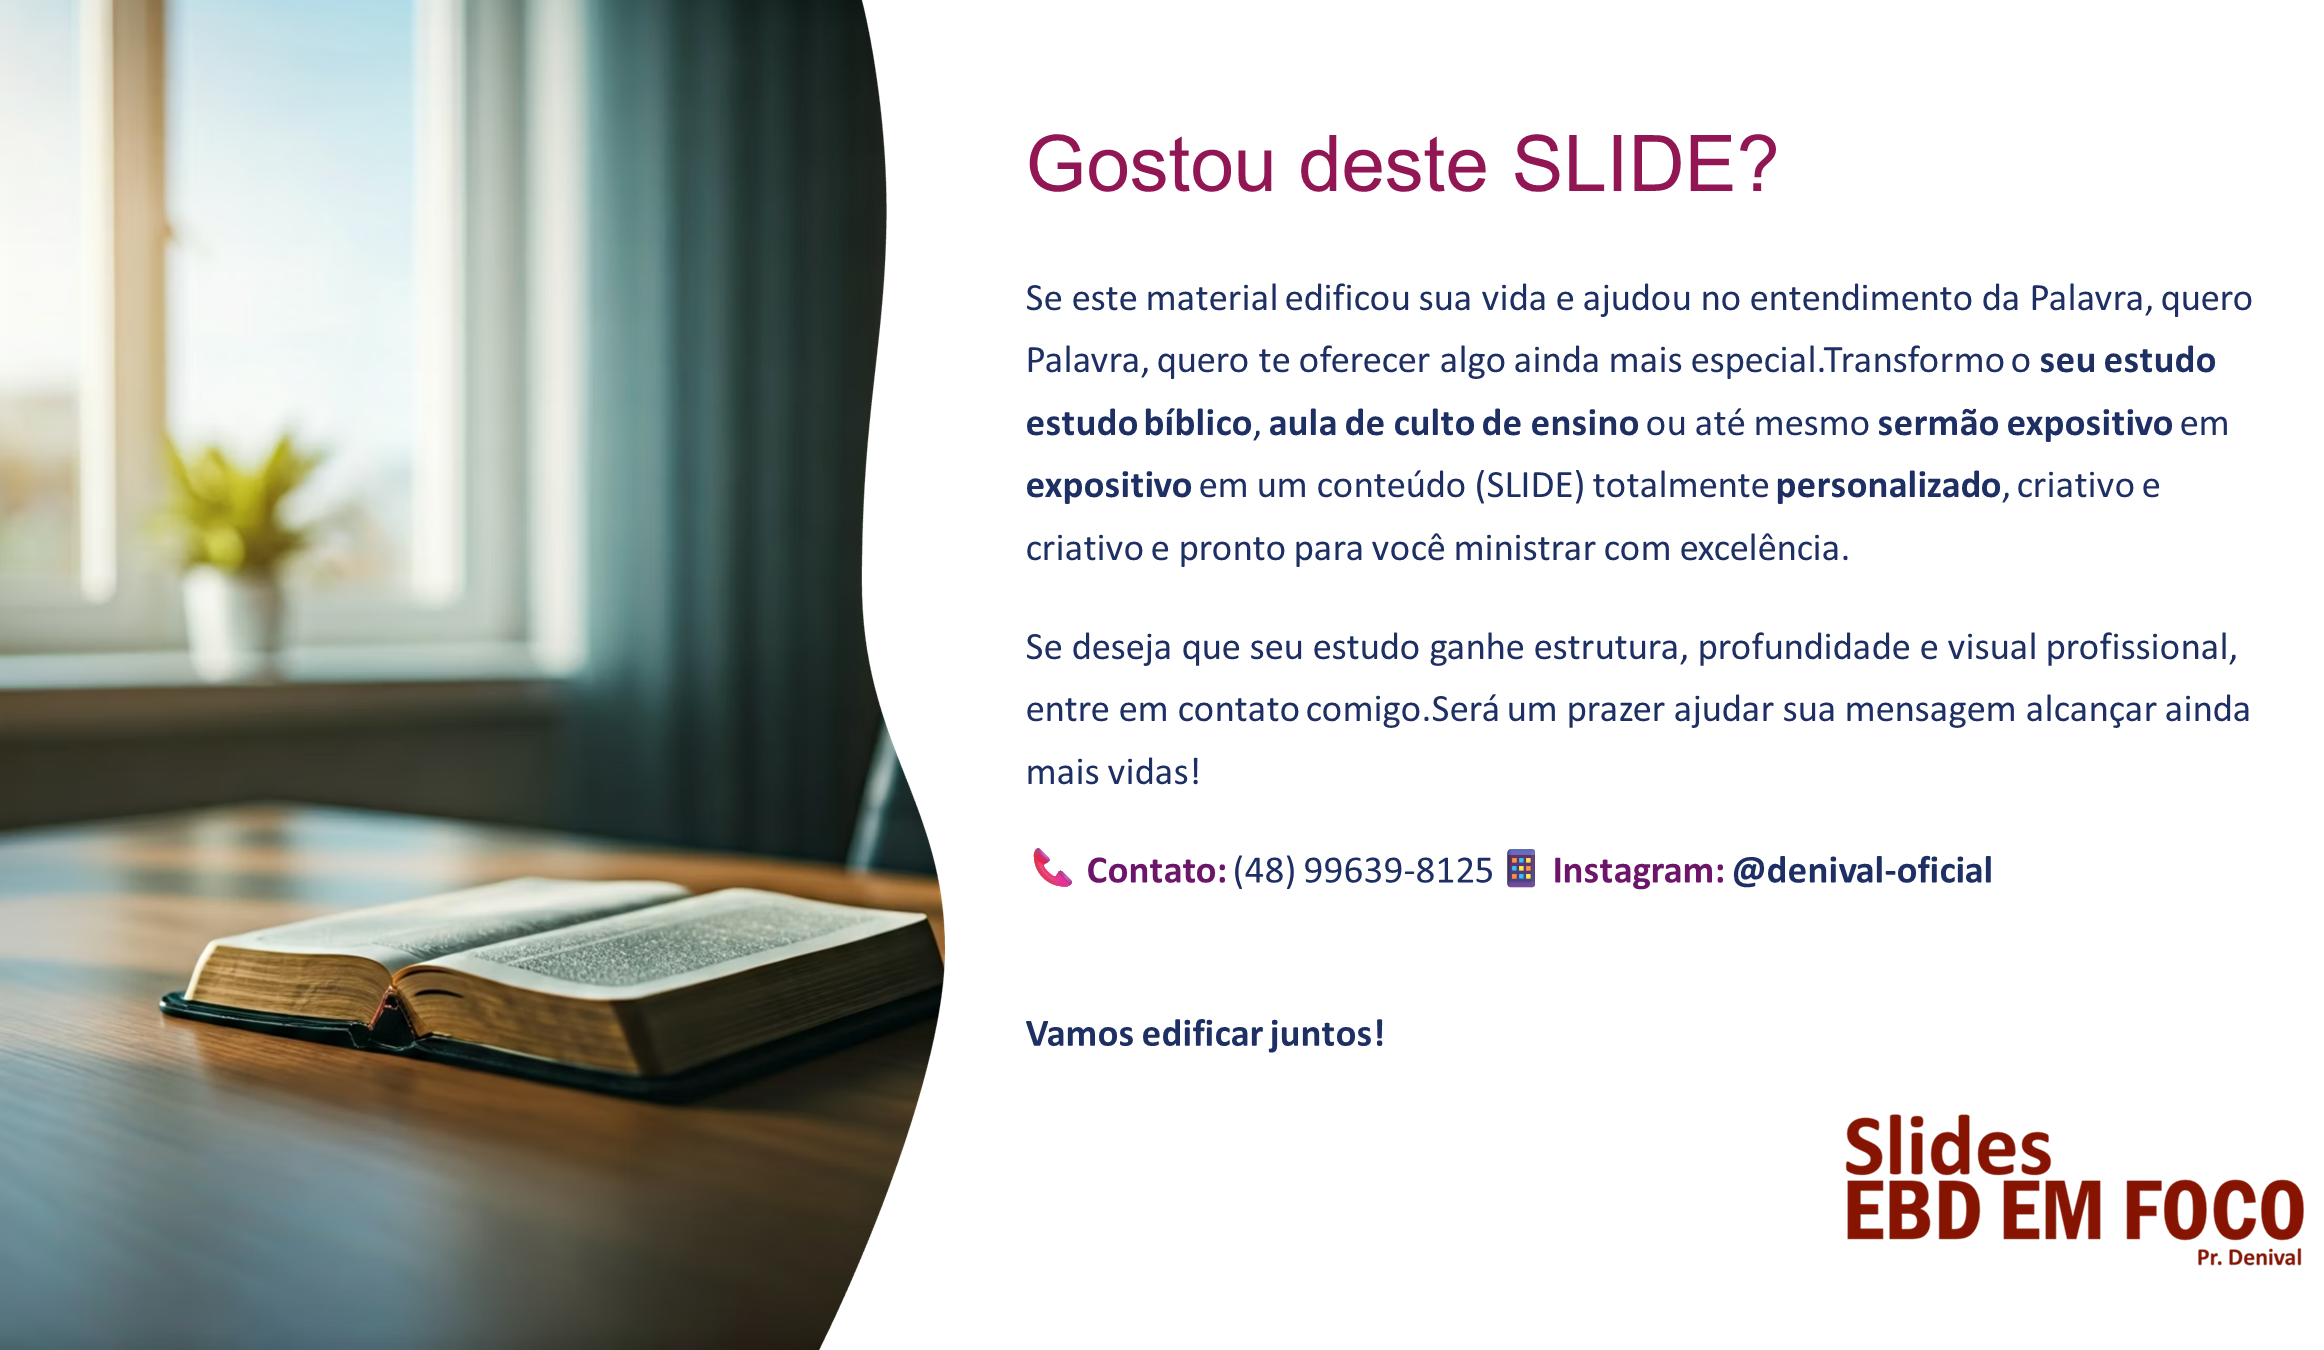 Gostou deste SLIDE?
Se este material edificou sua vida e ajudou no entendimento da Palavra, quero
Palavra, quero te oferecer algo ainda mais especial.Transformo o seu estudo
estudo bíblico, aula de culto de ensino ou até mesmo sermão expositivo em
expositivo em um conteúdo (SLIDE) totalmente personalizado, criativo e
criativo e pronto para você ministrar com excelência.
Se deseja que seu estudo ganhe estrutura, profundidade e visual profissional,
entre em contato comigo.Será um prazer ajudar sua mensagem alcançar ainda
mais vidas!
Contato: (48) 99639-8125 Instagram: @denival-oficial
Vamos edificar juntos!
Slides
EBD EM FOCO
Pr. Denival